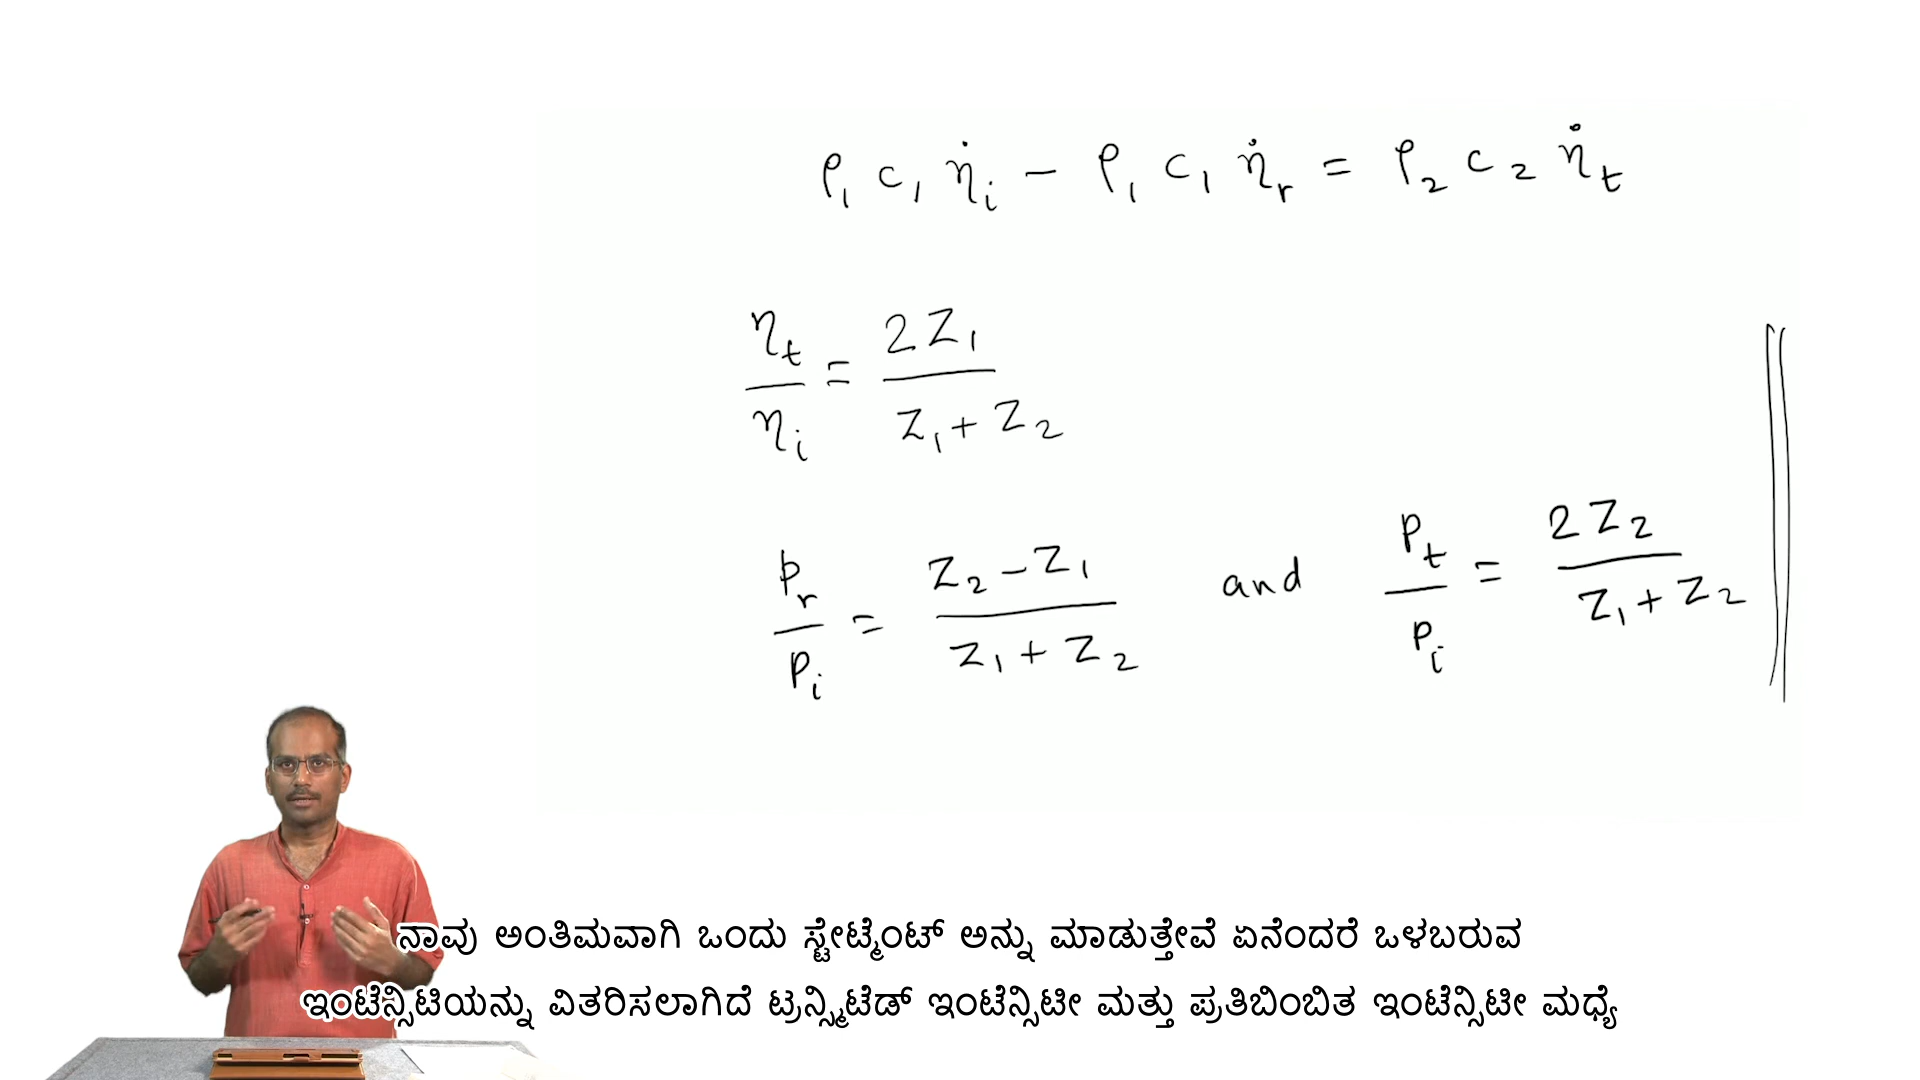 ρ₁ c₁ η̇ᵢ − ρ₁ c₁ η̇ᵣ = ρ₂ c₂ η̇ₜ
ηₜ/ηᵢ = 2Z₁/(Z₁ + Z₂)
pᵣ/pᵢ = (Z₂ − Z₁)/(Z₁ + Z₂) and pₜ/pᵢ = 2Z₂/(Z₁ + Z₂)
ನಾವು ಅಂತಿಮವಾಗಿ ಒಂದು ಸ್ಟೇಟ್ಮೆಂಟ್ ಅನ್ನು ಮಾಡುತ್ತೇವೆ ಏನೆಂದರೆ ಒಳಬರುವ
ಇಂಟೆನ್ಸಿಟಿಯನ್ನು ವಿತರಿಸಲಾಗಿದೆ ಟ್ರನ್ಸ್ಮಿಟೆಡ್ ಇಂಟೆನ್ಸಿಟೀ ಮತ್ತು ಪ್ರತಿಬಿಂಬಿತ ಇಂಟೆನ್ಸಿಟೀ ಮಧ್ಯೆ